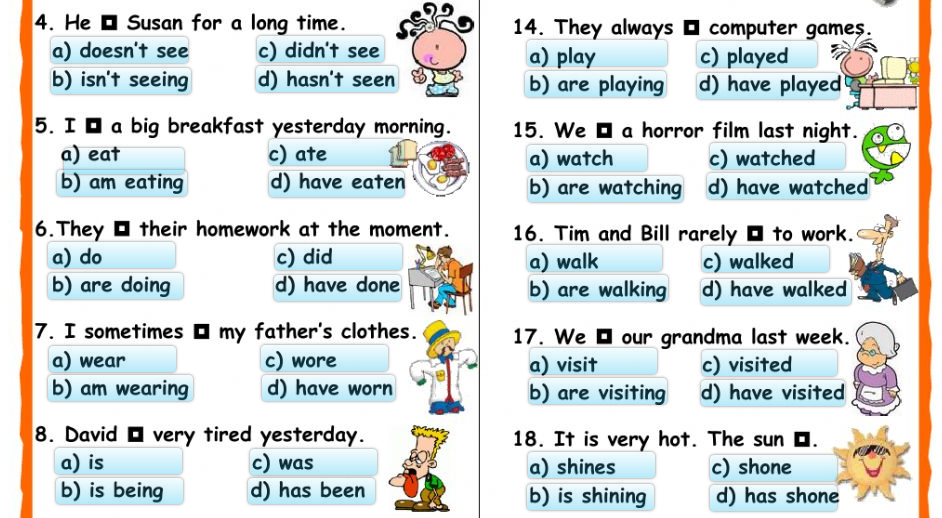 4. He ◘ Susan for a long time.
a) doesn't see c) didn't see
b) isn't seeing d) hasn't seen
5. I ◘ a big breakfast yesterday morning.
a) eat c) ate
b) am eating d) have eaten
6.They ◘ their homework at the moment.
a) do c) did
b) are doing d) have done
7. I sometimes ◘ my father's clothes.
a) wear c) wore
b) am wearing d) have worn
8. David ◘ very tired yesterday.
a) is c) was
b) is being d) has been
14. They always ◘ computer games.
a) play c) played
b) are playing d) have played
15. We ◘ a horror film last night.
a) watch c) watched
b) are watching d) have watched
16. Tim and Bill rarely ◘ to work.
a) walk c) walked
b) are walking d) have walked
17. We ◘ our grandma last week.
a) visit c) visited
b) are visiting d) have visited
18. It is very hot. The sun ◘.
a) shines c) shone
b) is shining d) has shone